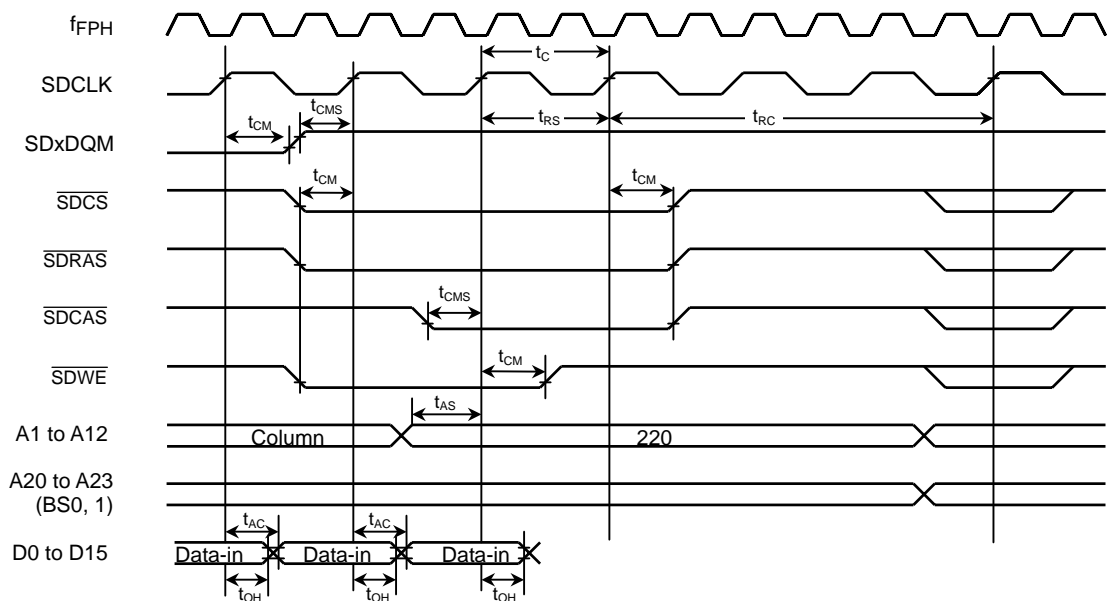 fFPH
tC
SDCLK
tCMS
tCM
tRS
tRC
SDxDQM
tCM
tCM
SDCS
SDRAS
tCMS
SDCAS
tCM
SDWE
tAS
A1 to A12
Column
220
A20 to A23
(BS0, 1)
tAC
tAC
D0 to D15
Data-in
Data-in
Data-in
tOH
tOH
tOH